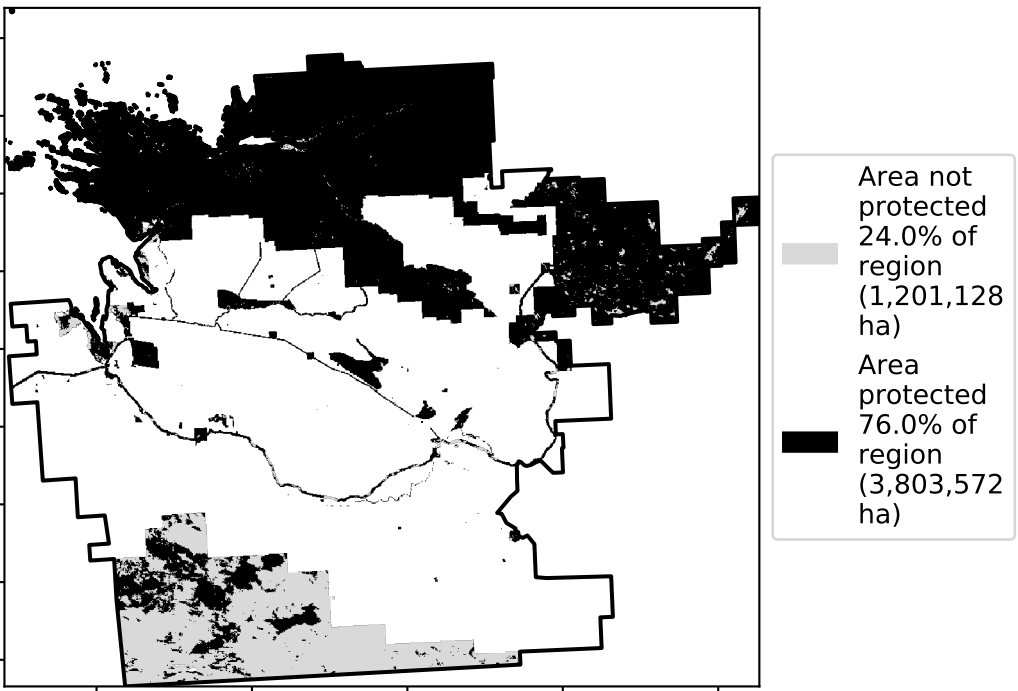 Area not
protected
24.0% of
region
(1,201,128
ha)
Area
protected
76.0% of
region
(3,803,572
ha)